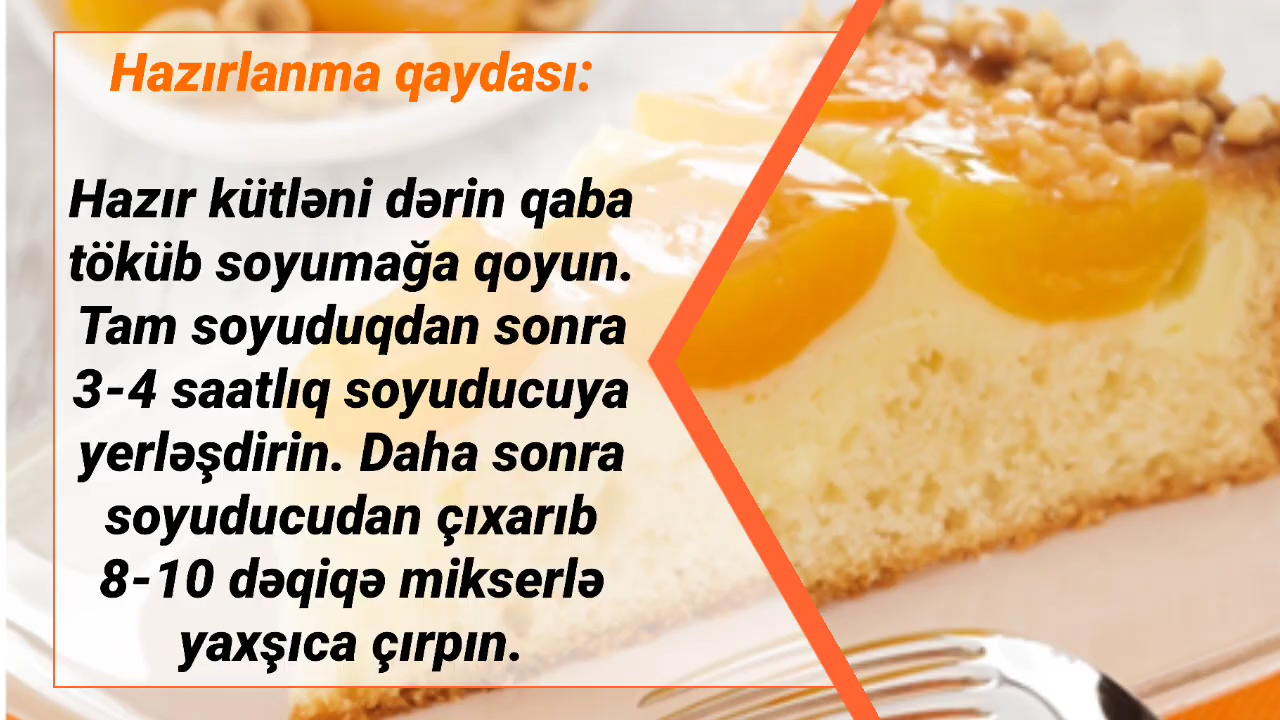 Hazırlanma qaydası:
Hazır kütləni dərin qaba
töküb soyumağa qoyun.
Tam soyuduqdan sonra
3-4 saatlıq soyuducuya
yerləşdirin. Daha sonra
soyuducudan çıxarıb
8-10 dəqiqə mikserlə
yaxşıca çırpın.